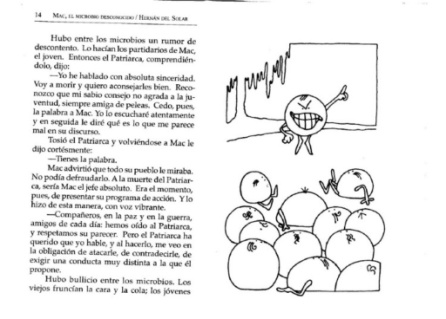 14    MAC, EL MICROBIO DESCONOCIDO / HERNÁN DEL SOLAR
Hubo entre los microbios un rumor de
descontento. Lo hacían los partidarios de Mac,
el joven. Entonces el Patriarca, comprendién-
dolo, dijo:
—Yo he hablado con absoluta sinceridad.
Voy a morir y quiero aconsejarles bien. Reco-
nozco que mi sabio consejo no agrada a la ju-
ventud, siempre amiga de peleas. Cedo, pues,
la palabra a Mac. Yo lo escucharé atentamente
y en seguida le diré qué es lo que me parece
mal en su discurso.
Tosió el Patriarca y volviéndose a Mac le
dijo cortésmente:
—Tienes la palabra.
Mac advirtió que todo su pueblo le miraba.
No podía defraudarlo. A la muerte del Patriar-
ca, sería Mac el jefe absoluto. Era el momento,
pues, de presentar su programa de acción. Y lo
hizo de esta manera, con voz vibrante.
—Compañeros, en la paz y en la guerra,
amigos de cada día: hemos oído al Patriarca,
y respetamos su parecer. Pero el Patriarca ha
querido que yo hable, y al hacerlo, me veo en
la obligación de atacarle, de contradecirle, de
exigir una conducta muy distinta a la que él
propone.
Hubo bullicio entre los microbios. Los
viejos fruncían la cara y la cola; los jóvenes